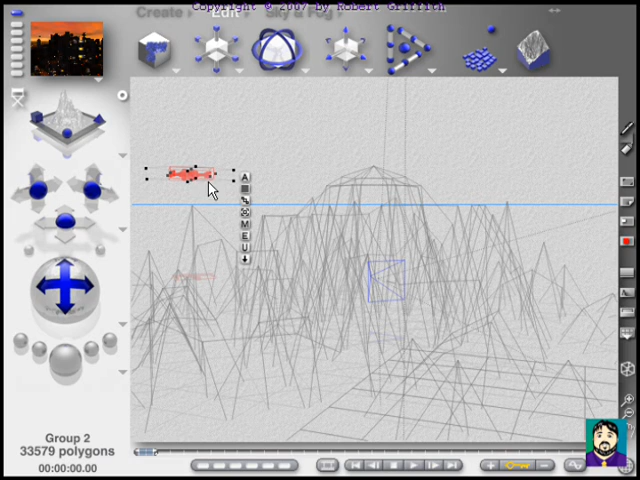 Copyright © 2007 By Robert Griffith
Create Edit Sky & Fog
A
M
E
U
Group 2
33579 polygons
00:00:00.00